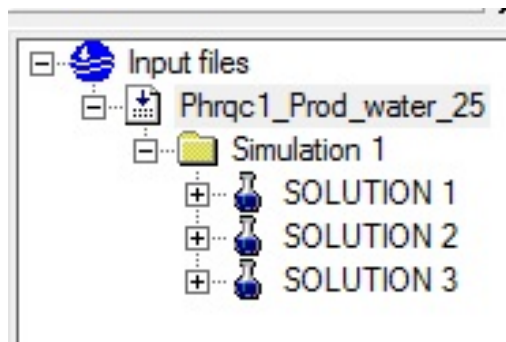 Input files
Phrqc1_Prod_water_25
Simulation 1
SOLUTION 1
SOLUTION 2
SOLUTION 3